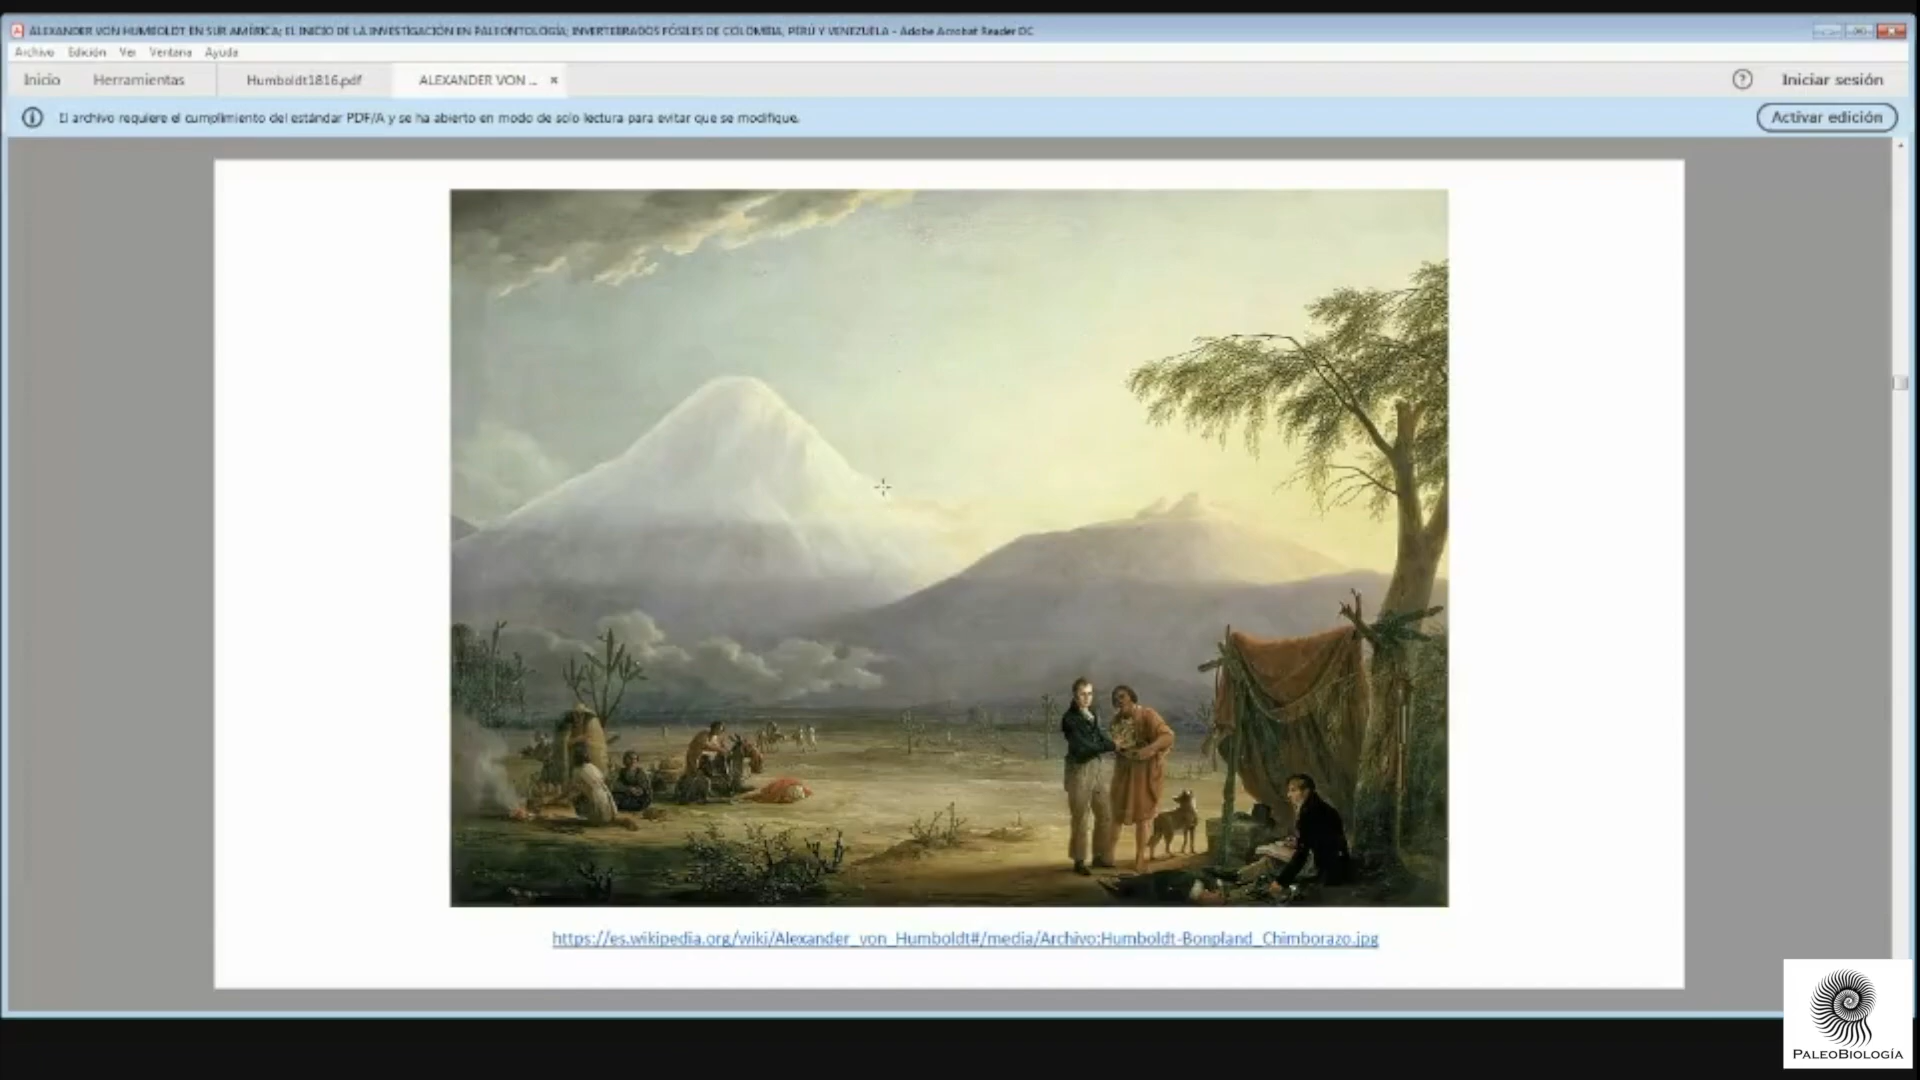 ALEXANDER VON HUMBOLDT EN SUR AMÉRICA; EL INICIO DE LA INVESTIGACIÓN EN PALEONTOLOGÍA; INVERTEBRADOS FÓSILES DE COLOMBIA, PERÚ Y VENEZUELA - Adobe Acrobat Reader DC
Archivo Edición Ver Ventana Ayuda
Inicio Herramientas Humboldt1816.pdf ALEXANDER VON ... × ? Iniciar sesión
El archivo requiere el cumplimiento del estándar PDF/A y se ha abierto en modo de solo lectura para evitar que se modifique. Activar edición
https://es.wikipedia.org/wiki/Alexander_von_Humboldt#/media/Archivo:Humboldt-Bonpland_Chimborazo.jpg
PALEOBIOLOGÍA